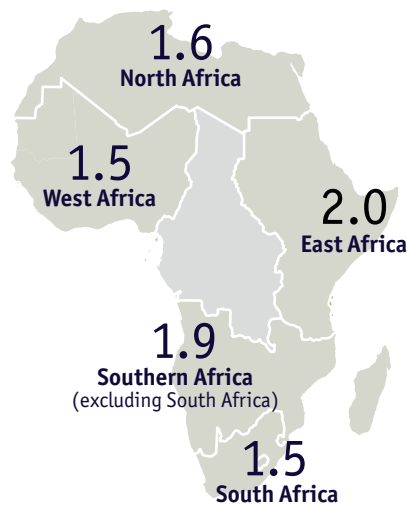 1.6
North Africa
1.5
West Africa
2.0
East Africa
1.9
Southern Africa
(excluding South Africa)
1.5
South Africa